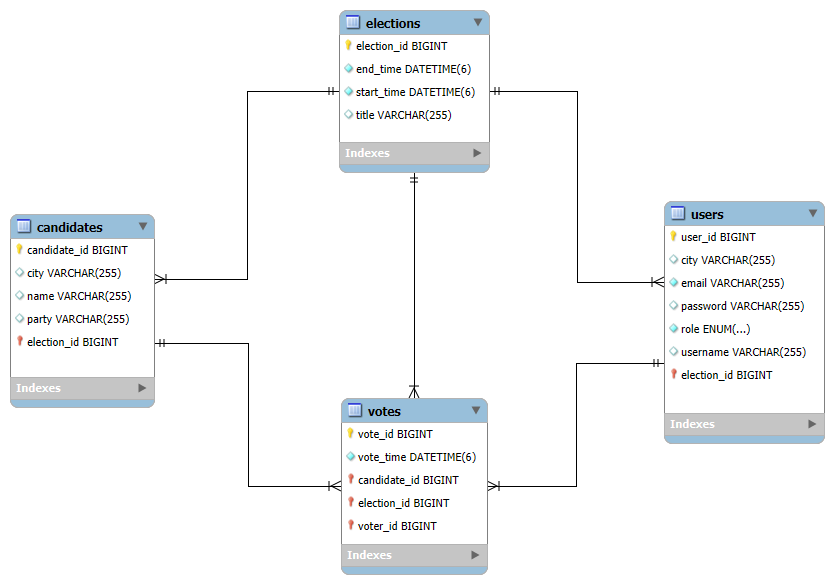 elections
election_id BIGINT
end_time DATETIME(6)
start_time DATETIME(6)
title VARCHAR(255)
Indexes
candidates
candidate_id BIGINT
city VARCHAR(255)
name VARCHAR(255)
party VARCHAR(255)
election_id BIGINT
Indexes
users
user_id BIGINT
city VARCHAR(255)
email VARCHAR(255)
password VARCHAR(255)
role ENUM(...)
username VARCHAR(255)
election_id BIGINT
Indexes
votes
vote_id BIGINT
vote_time DATETIME(6)
candidate_id BIGINT
election_id BIGINT
voter_id BIGINT
Indexes